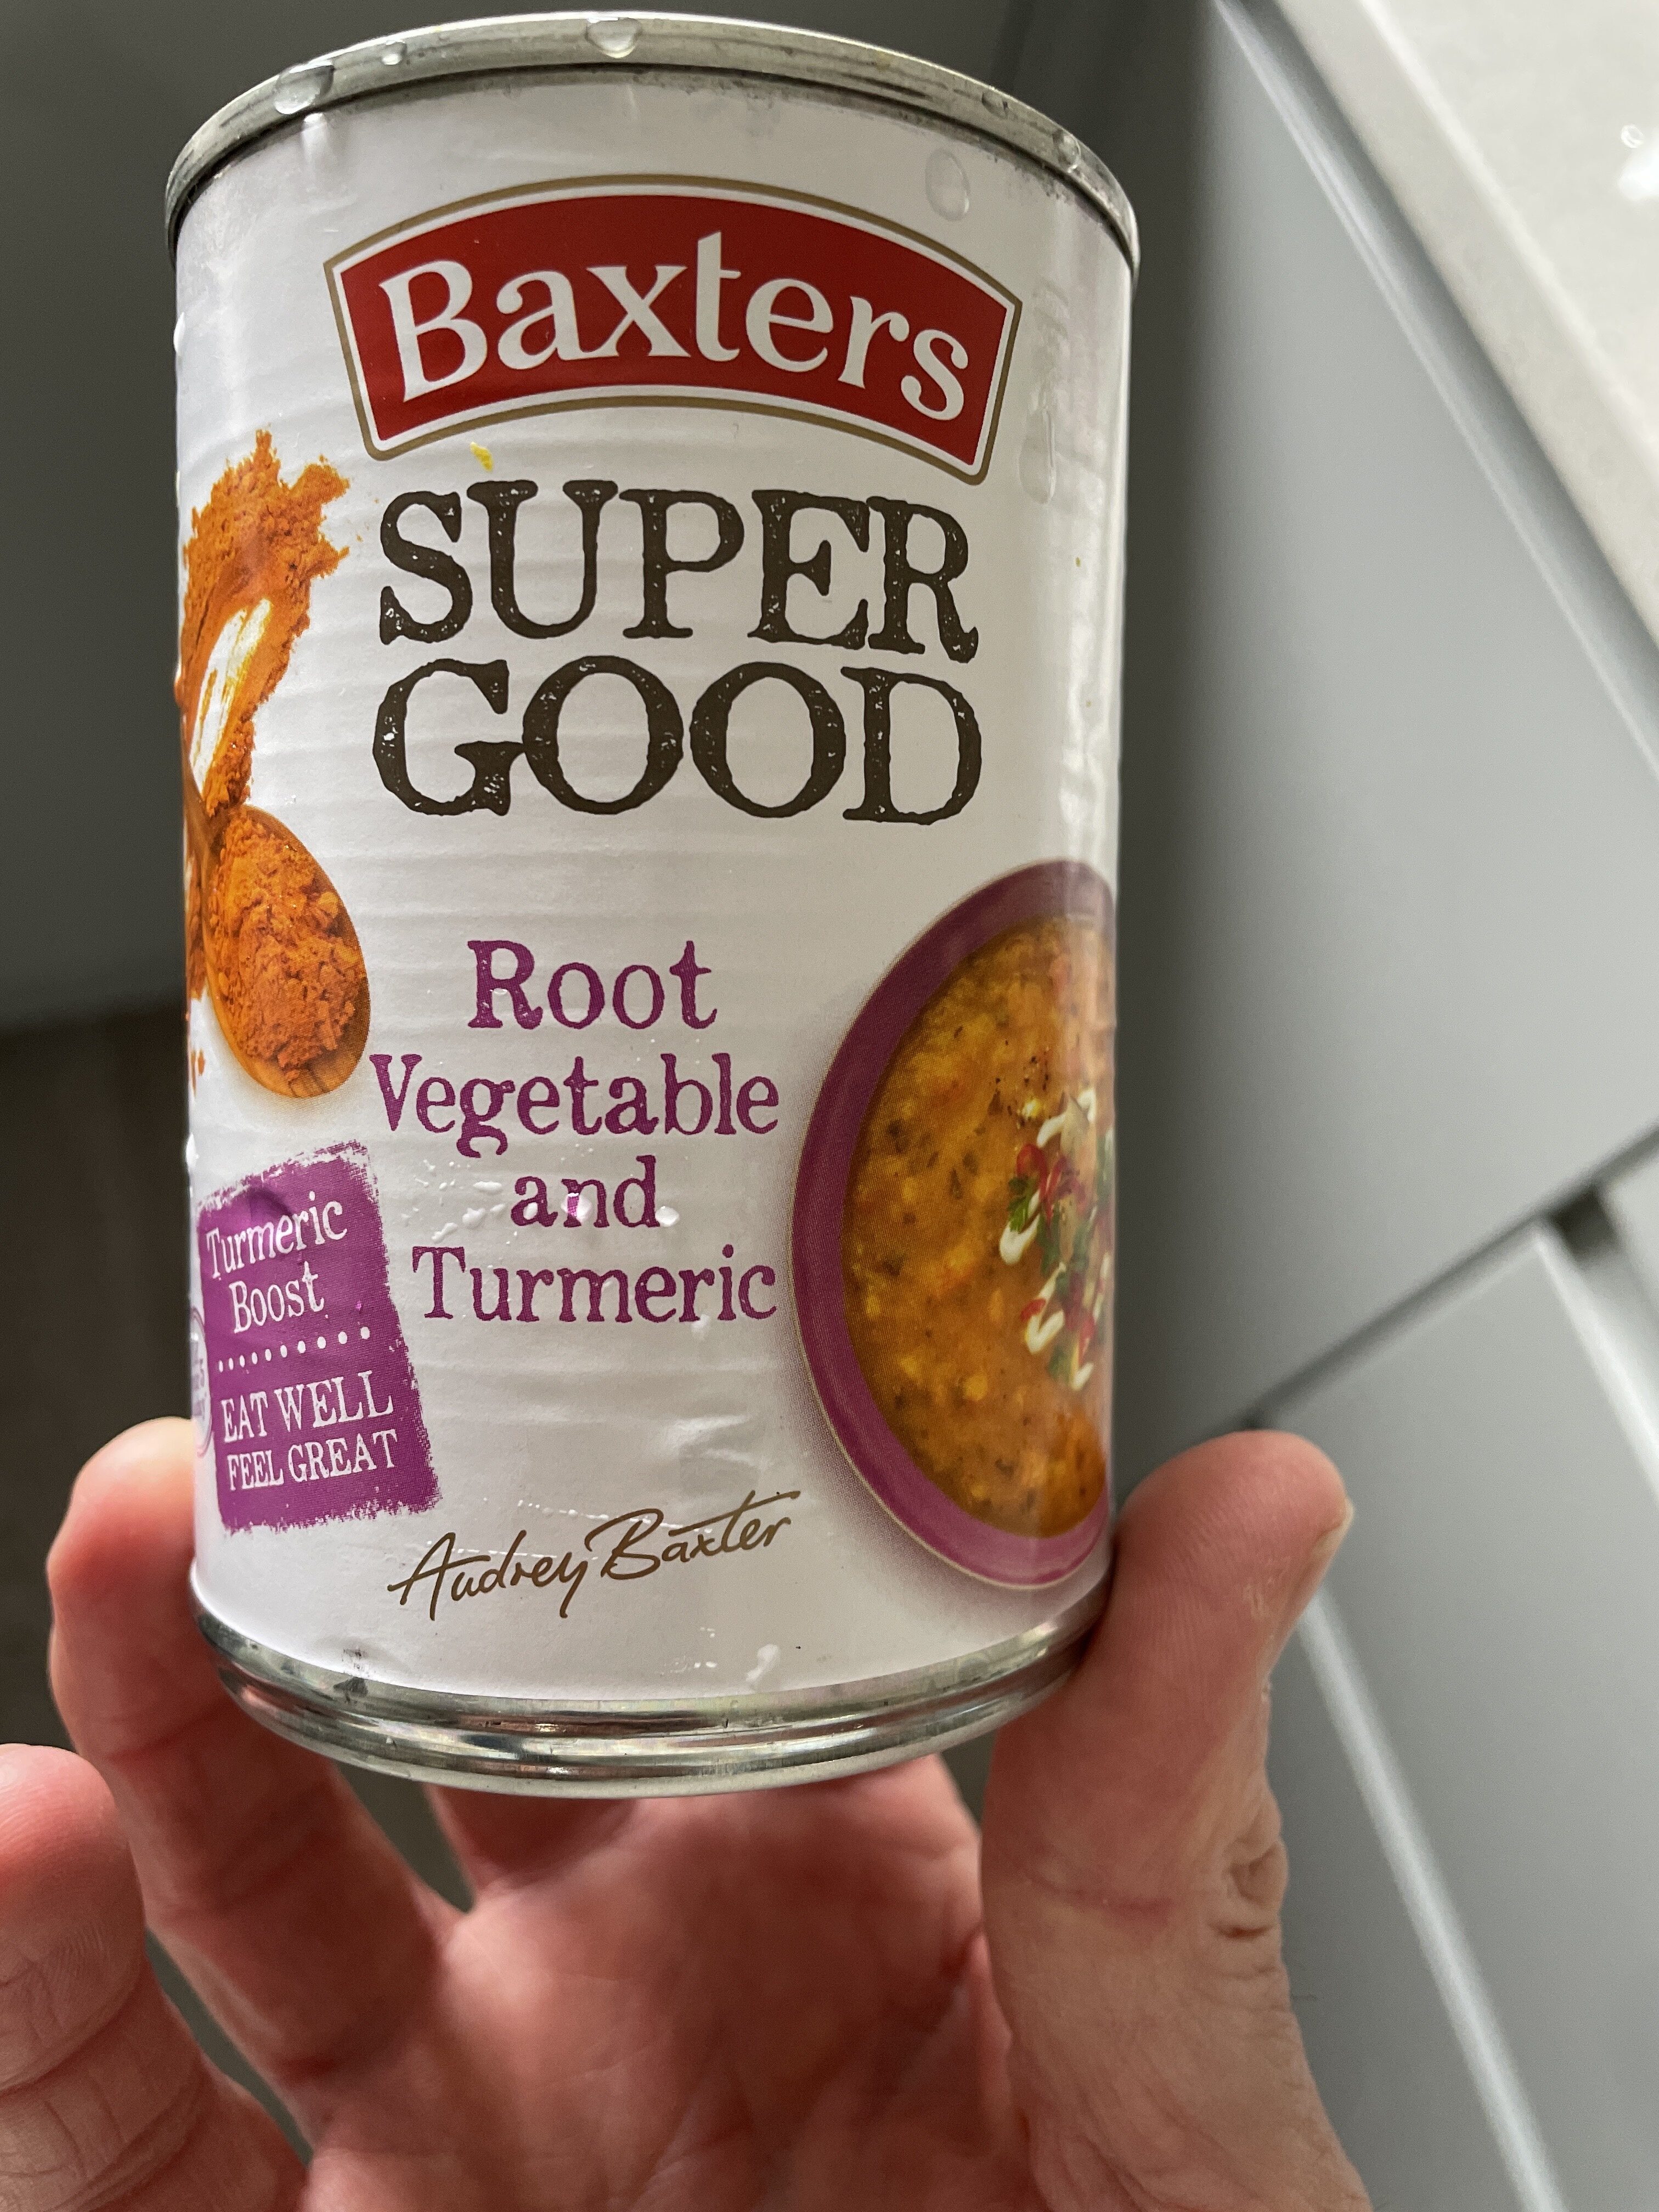 Baxters
SUPER
GOOD
Root
Vegetable
and
Turmeric
Turmeric
Boost
EAT WELL
FEEL GREAT
Audrey Baxter